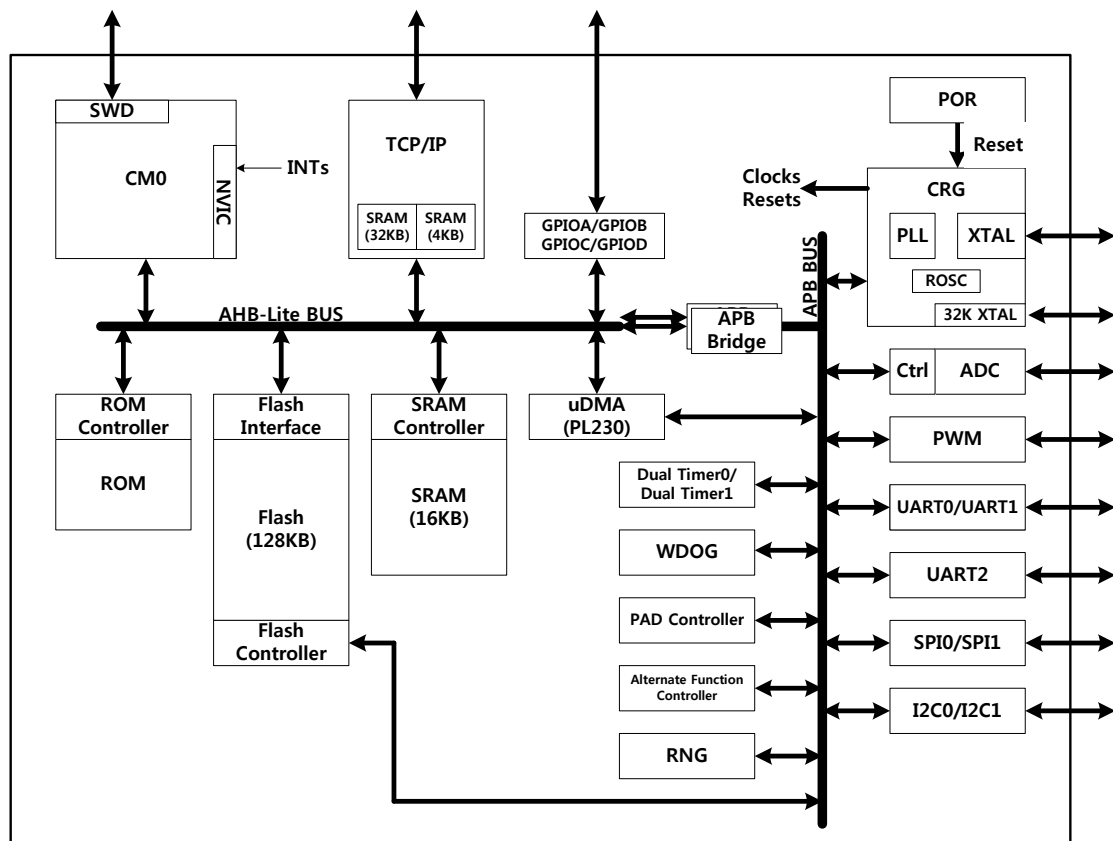 SWD
CM0
NVIC
INTs
TCP/IP
SRAM
(32KB)
SRAM
(4KB)
GPIOA/GPIOB
GPIOC/GPIOD
POR
Reset
Clocks
Resets
CRG
PLL
XTAL
ROSC
32K XTAL
APB BUS
AHB-Lite BUS
APB
Bridge
ROM
Controller
ROM
Flash
Interface
Flash
(128KB)
Flash
Controller
SRAM
Controller
SRAM
(16KB)
uDMA
(PL230)
Dual Timer0/
Dual Timer1
WDOG
PAD Controller
Alternate Function
Controller
RNG
Ctrl
ADC
PWM
UART0/UART1
UART2
SPI0/SPI1
I2C0/I2C1